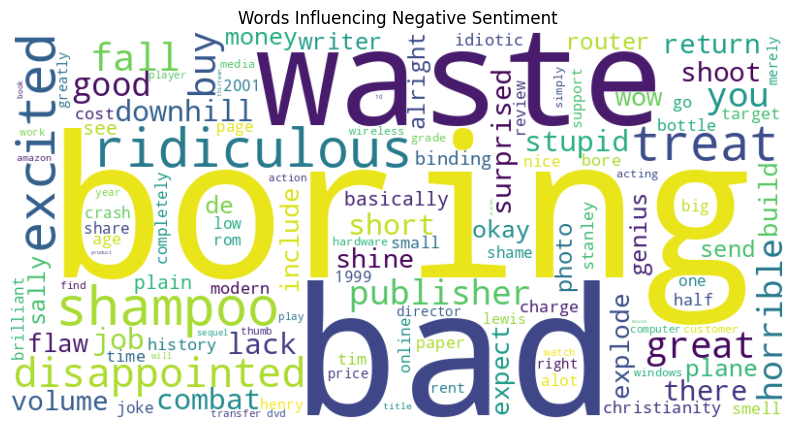 Words Influencing Negative Sentiment
money writer idiotic router return
fall media player greatly
good buy waste alright shoot merely
excited cost downhill 2001 review simply support wow go you
see bottle target
work page wireless grade surprised stupid nice treat
amazon ridiculous binding bore
boring
year action basically acting big
crash de completely include short okay photo stanley genius build
share low small shame send
age rom hardware
product shine 1999 one
find plain modern half
sally shampoo publisher charge explode horrible
brilliant play director computer customer
flaw job thumb lack tim online paper lewis expect watch great
history sequel right windows plane
time will price bad alot
disappointed rent there
volume joke combat henry title christianity smell
transfer dvd
book
10